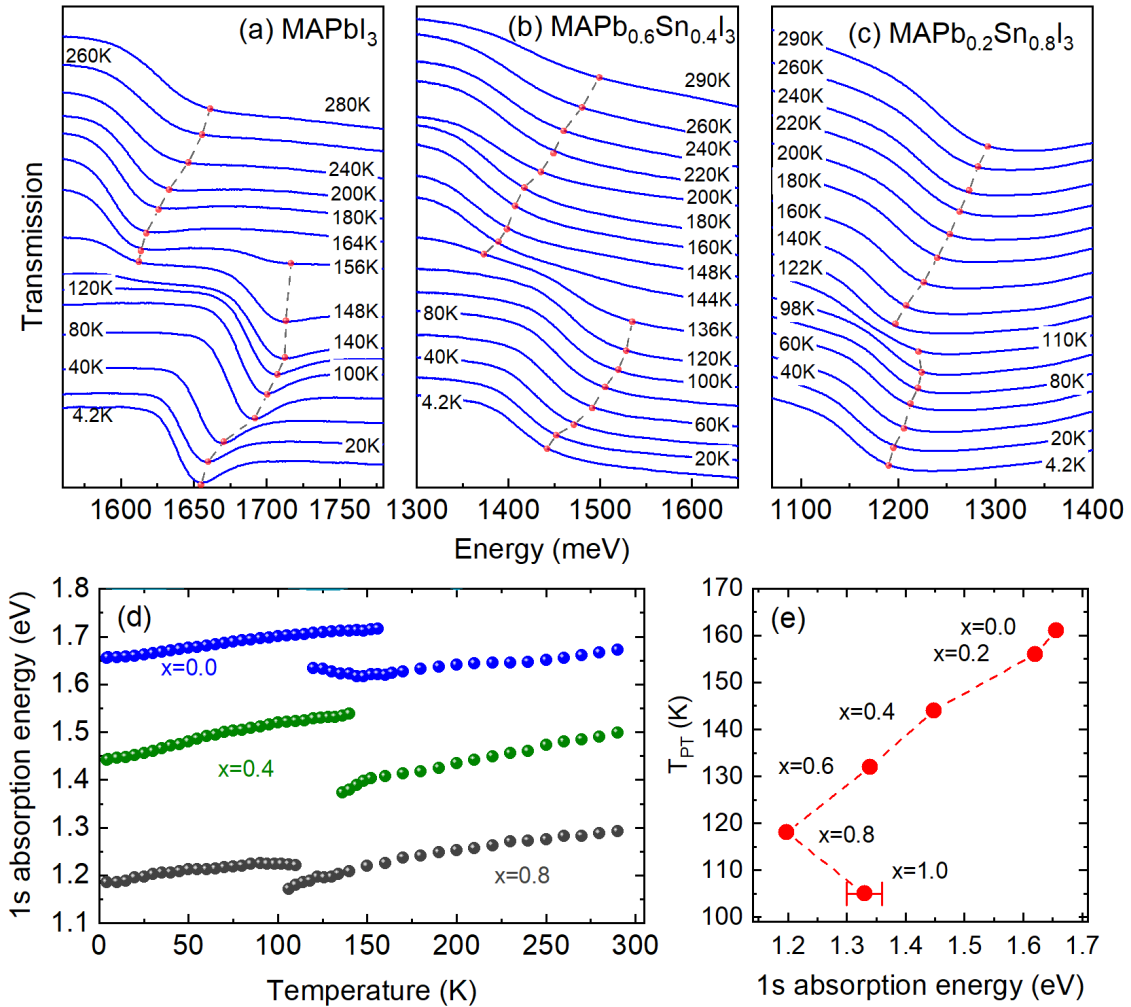 (a) MAPbI3
260K
280K
240K
200K
180K
164K
156K
120K
148K
80K
140K
40K
100K
4.2K
20K
1600 1650 1700 1750
(b) MAPb0.6Sn0.4I3
290K
260K
240K
220K
200K
180K
160K
148K
144K
80K
136K
40K
120K
100K
4.2K
60K
20K
1300 1400 1500 1600
(c) MAPb0.2Sn0.8I3
290K
260K
240K
220K
200K
180K
160K
140K
122K
98K
60K
110K
40K
80K
20K
4.2K
1100 1200 1300 1400
Transmission
Energy (meV)
(d)
1.8
1.7
1.6
1.5
1.4
1.3
1.2
1.1
x=0.0
x=0.4
x=0.8
0 50 100 150 200 250 300
1s absorption energy (eV)
Temperature (K)
(e)
170
160
150
140
130
120
110
100
x=0.0
x=0.2
x=0.4
x=0.6
x=0.8
x=1.0
1.2 1.3 1.4 1.5 1.6 1.7
TPT (K)
1s absorption energy (eV)